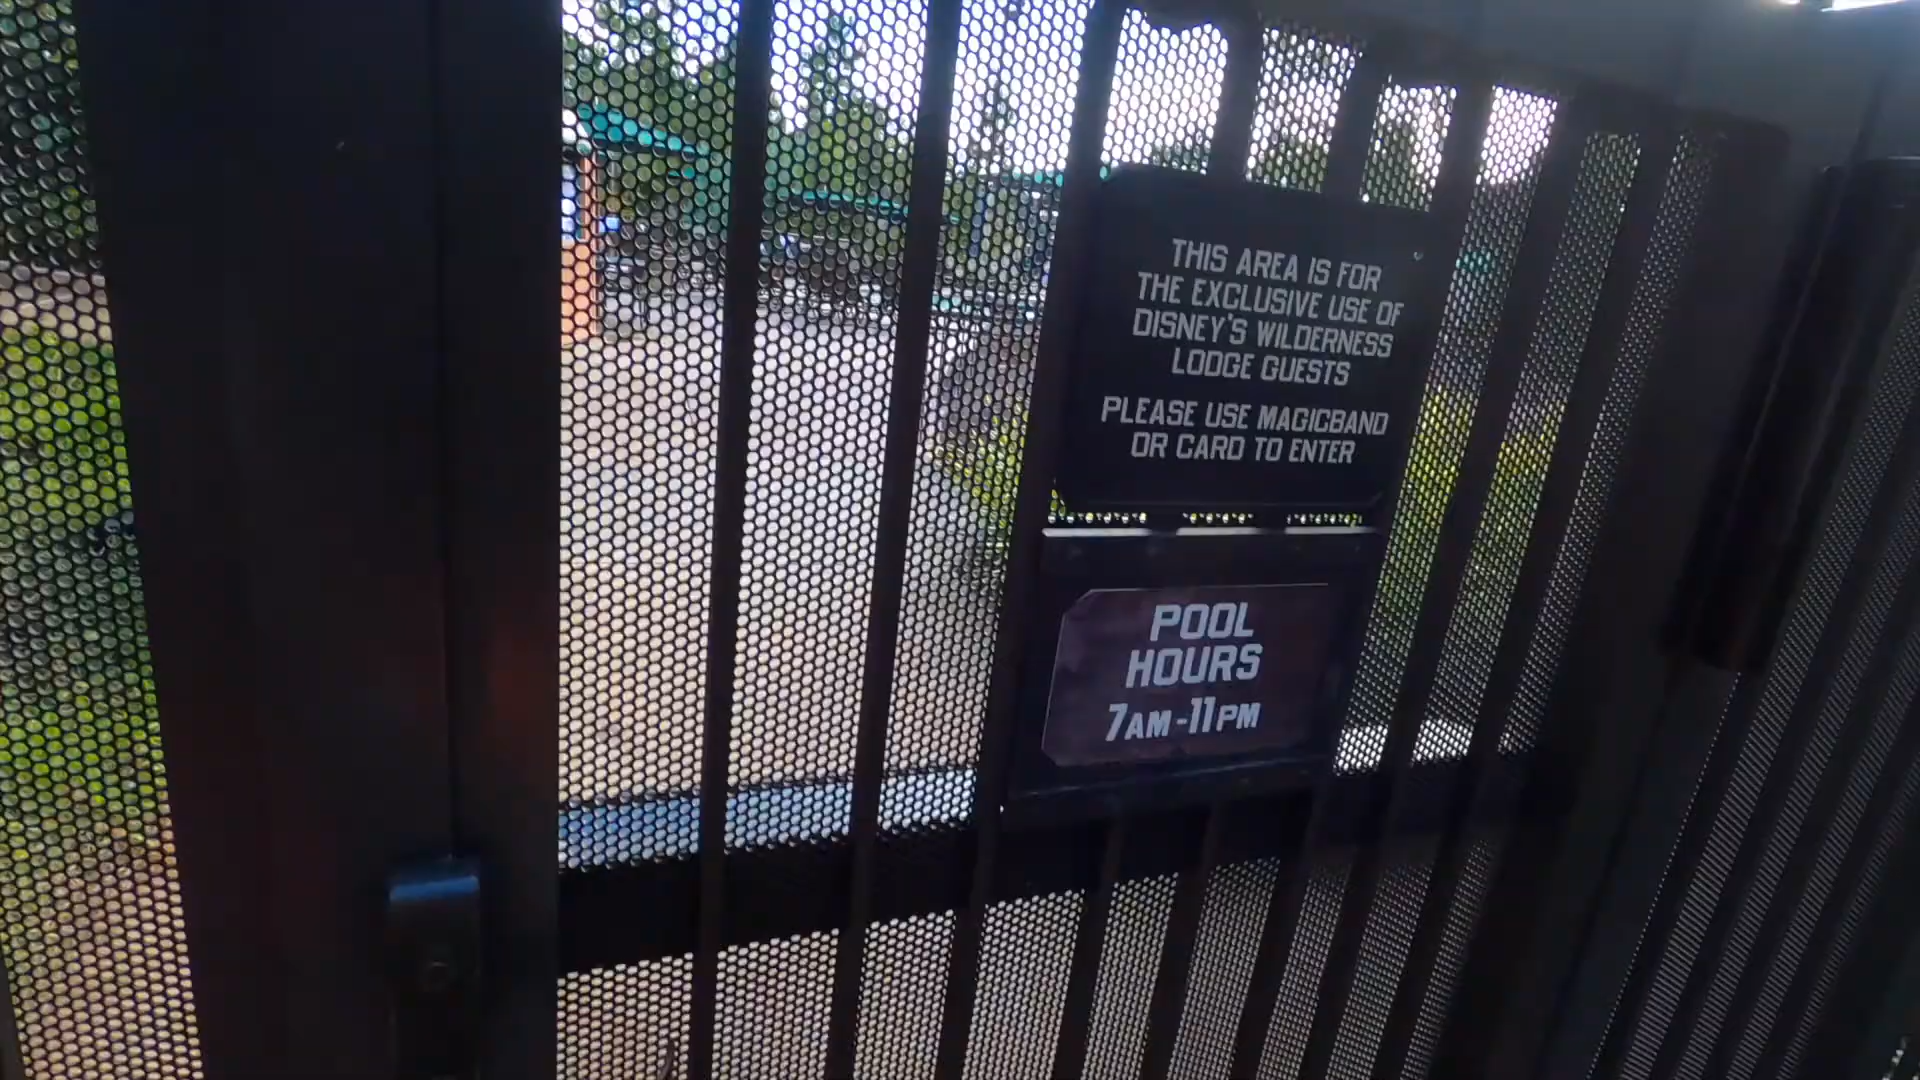 THIS AREA IS FOR
THE EXCLUSIVE USE OF
DISNEY'S WILDERNESS
LODGE GUESTS
PLEASE USE MAGICBAND
OR CARD TO ENTER
POOL
HOURS
7AM-11PM